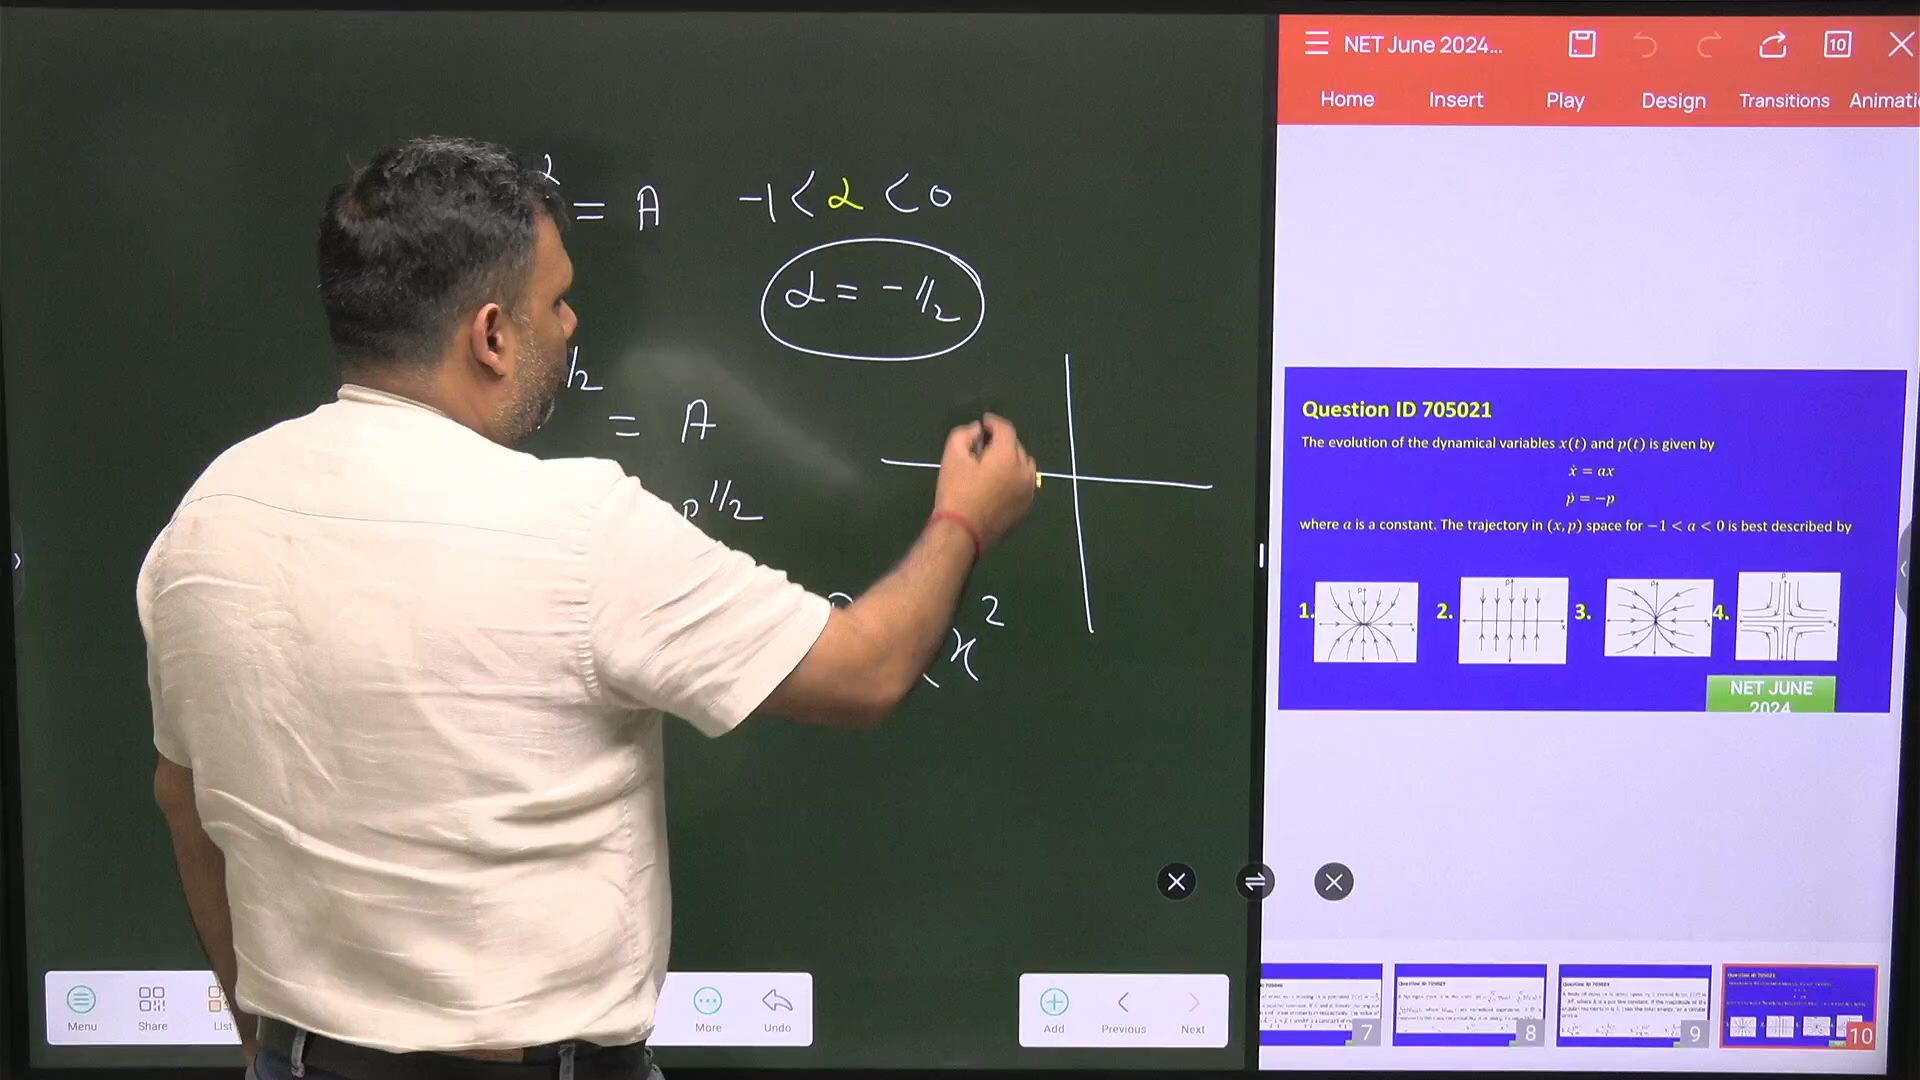 2
= A -1 < α < 0
α = -1/2
1/2
= A
p^1/2
x^2
Menu
Share
List
More
Undo
Add
Previous
Next
NET June 2024...
10
Home
Insert
Play
Design
Transitions
Animati
Question ID 705021
The evolution of the dynamical variables x(t) and p(t) is given by
ẋ = ax
ṗ = −p
where a is a constant. The trajectory in (x, p) space for −1 < a < 0 is best described by
1.
2.
3.
4.
NET JUNE
2024
7
8
9
10